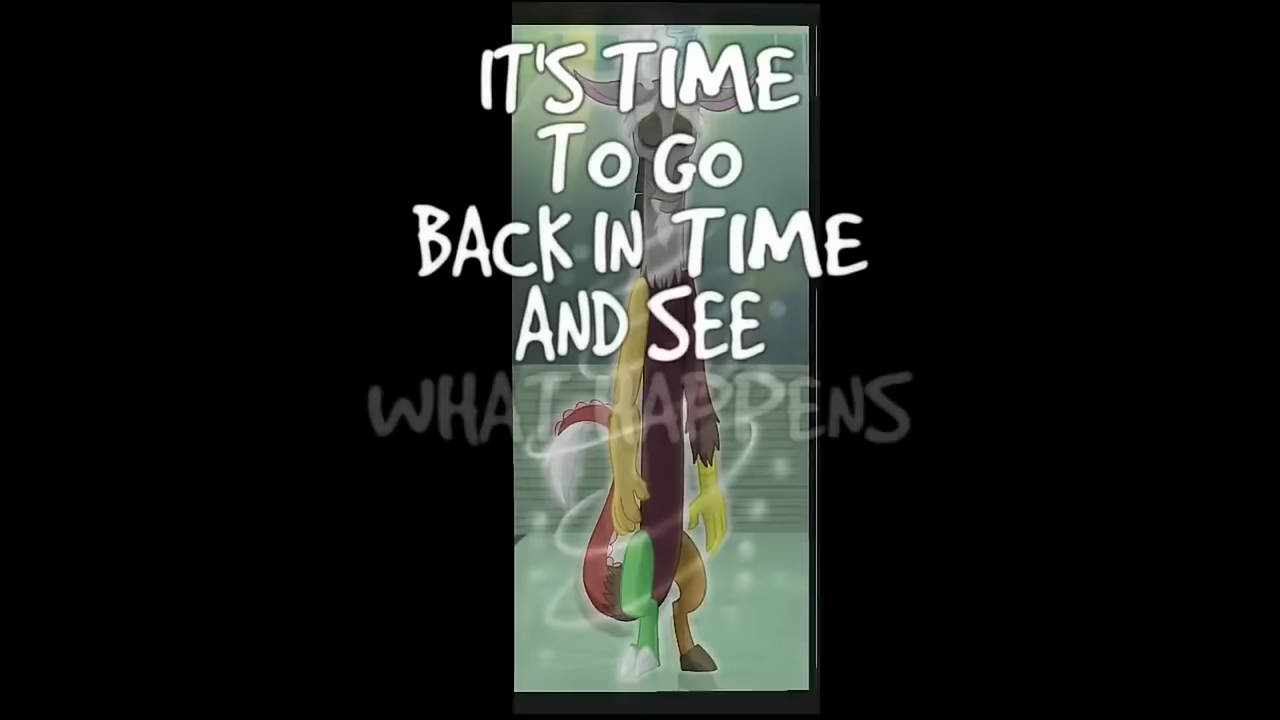 IT'S TIME
TO GO
BACK IN TIME
AND SEE
WHAT HAPPENS